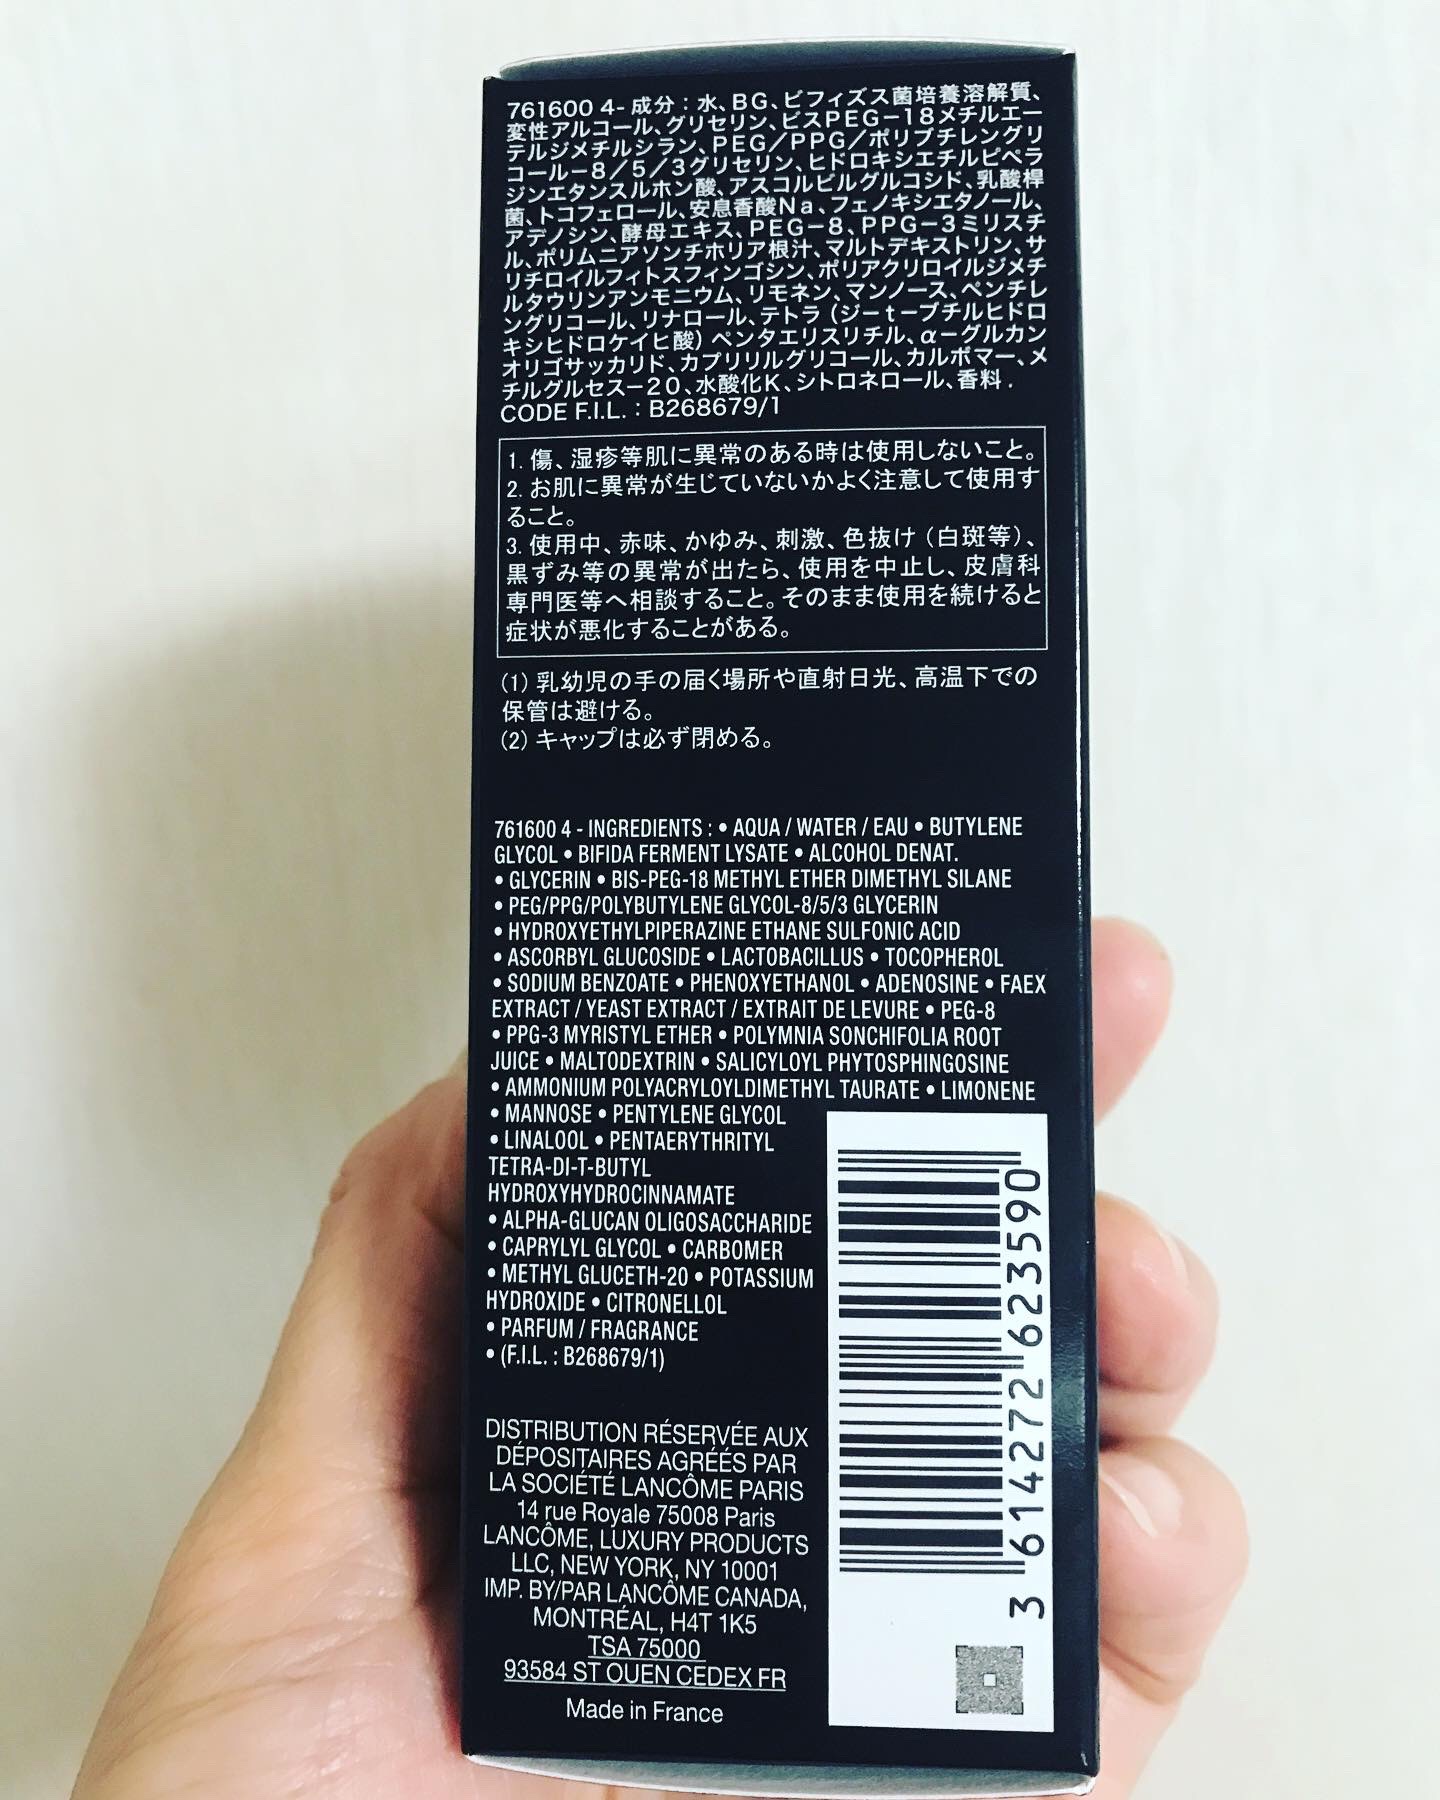 761600 4- 成分：水、BG、ビフィズス菌培養溶解質、
変性アルコール、グリセリン、ビスPEG－18メチルエー
テルジメチルシラン、PEG／PPG／ポリブチレングリ
コール－8／5／3グリセリン、ヒドロキシエチルピペラ
ジンエタンスルホン酸、アスコルビルグルコシド、乳酸桿
菌、トコフェロール、安息香酸Na、フェノキシエタノール、
アデノシン、酵母エキス、PEG－8、PPG－3ミリスチ
ル、ポリムニアソンチホリア根汁、マルトデキストリン、サ
リチロイルフィトスフィンゴシン、ポリアクリロイルジメチ
ルタウリンアンモニウム、リモネン、マンノース、ペンチレ
ングリコール、リナロール、テトラ（ジーt－ブチルヒドロ
キシヒドロケイヒ酸）ペンタエリスリチル、α－グルカン
オリゴサッカリド、カプリリルグリコール、カルボマー、メ
チルグルセス－20、水酸化K、シトロネロール、香料．
CODE F.I.L. : B268679/1
1. 傷、湿疹等肌に異常のある時は使用しないこと。
2. お肌に異常が生じていないかよく注意して使用す
ること。
3. 使用中、赤味、かゆみ、刺激、色抜け（白斑等）、
黒ずみ等の異常が出たら、使用を中止し、皮膚科
専門医等へ相談すること。そのまま使用を続けると
症状が悪化することがある。
(1) 乳幼児の手の届く場所や直射日光、高温下での
保管は避ける。
(2) キャップは必ず閉める。
761600 4 - INGREDIENTS : • AQUA / WATER / EAU • BUTYLENE
GLYCOL • BIFIDA FERMENT LYSATE • ALCOHOL DENAT.
• GLYCERIN • BIS-PEG-18 METHYL ETHER DIMETHYL SILANE
• PEG/PPG/POLYBUTYLENE GLYCOL-8/5/3 GLYCERIN
• HYDROXYETHYLPIPERAZINE ETHANE SULFONIC ACID
• ASCORBYL GLUCOSIDE • LACTOBACILLUS • TOCOPHEROL
• SODIUM BENZOATE • PHENOXYETHANOL • ADENOSINE • FAEX
EXTRACT / YEAST EXTRACT / EXTRAIT DE LEVURE • PEG-8
• PPG-3 MYRISTYL ETHER • POLYMNIA SONCHIFOLIA ROOT
JUICE • MALTODEXTRIN • SALICYLOYL PHYTOSPHINGOSINE
• AMMONIUM POLYACRYLOYLDIMETHYL TAURATE • LIMONENE
• MANNOSE • PENTYLENE GLYCOL
• LINALOOL • PENTAERYTHRITYL
TETRA-DI-T-BUTYL
HYDROXYHYDROCINNAMATE
• ALPHA-GLUCAN OLIGOSACCHARIDE
• CAPRYLYL GLYCOL • CARBOMER
• METHYL GLUCETH-20 • POTASSIUM
HYDROXIDE • CITRONELLOL
• PARFUM / FRAGRANCE
• (F.I.L. : B268679/1)
DISTRIBUTION RÉSERVÉE AUX
DÉPOSITAIRES AGRÉÉS PAR
LA SOCIÉTÉ LANCÔME PARIS
14 rue Royale 75008 Paris
LANCÔME, LUXURY PRODUCTS
LLC, NEW YORK, NY 10001
IMP. BY/PAR LANCÔME CANADA,
MONTRÉAL, H4T 1K5
TSA 75000
93584 ST OUEN CEDEX FR
Made in France
3 614272 623590